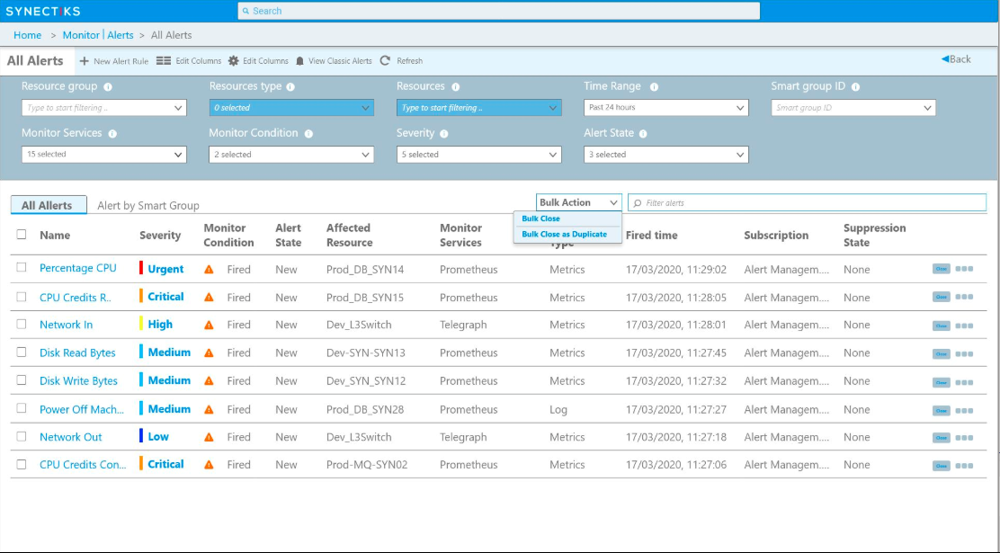 SYNECTIKS
Search
Home > Monitor | Alerts > All Alerts
All Alerts
New Alert Rule
Edit Columns
Edit Columns
View Classic Alerts
Refresh
Back
Resource group Resources type Resources Time Range Smart group ID
Type to start filtering .. 0 selected Type to start filtering .. Past 24 hours Smart group ID
Monitor Services Monitor Condition Severity Alert State
15 selected 2 selected 5 selected 3 selected
All Allerts Alert by Smart Group Bulk Action Filter alerts
Bulk Close
Bulk Close as Duplicate
Name Severity Monitor Condition Alert State Affected Resource Monitor Services Type Fired time Subscription Suppression State
Percentage CPU Urgent Fired New Prod_DB_SYN14 Prometheus Metrics 17/03/2020, 11:29:02 Alert Managem.... None Close
CPU Credits R.. Critical Fired New Prod_DB_SYN15 Prometheus Metrics 17/03/2020, 11:28:05 Alert Managem.... None Close
Network In High Fired New Dev_L3Switch Telegraph Metrics 17/03/2020, 11:28:01 Alert Managem.... None Close
Disk Read Bytes Medium Fired New Dev-SYN-SYN13 Prometheus Metrics 17/03/2020, 11:27:45 Alert Managem.... None Close
Disk Write Bytes Medium Fired New Dev_SYN_SYN12 Prometheus Metrics 17/03/2020, 11:27:32 Alert Managem.... None Close
Power Off Mach... Medium Fired New Prod_DB_SYN28 Prometheus Log 17/03/2020, 11:27:27 Alert Managem.... None Close
Network Out Low Fired New Dev_L3Switch Telegraph Metrics 17/03/2020, 11:27:18 Alert Managem.... None Close
CPU Credits Con... Critical Fired New Prod-MQ-SYN02 Prometheus Metrics 17/03/2020, 11:27:06 Alert Managem.... None Close